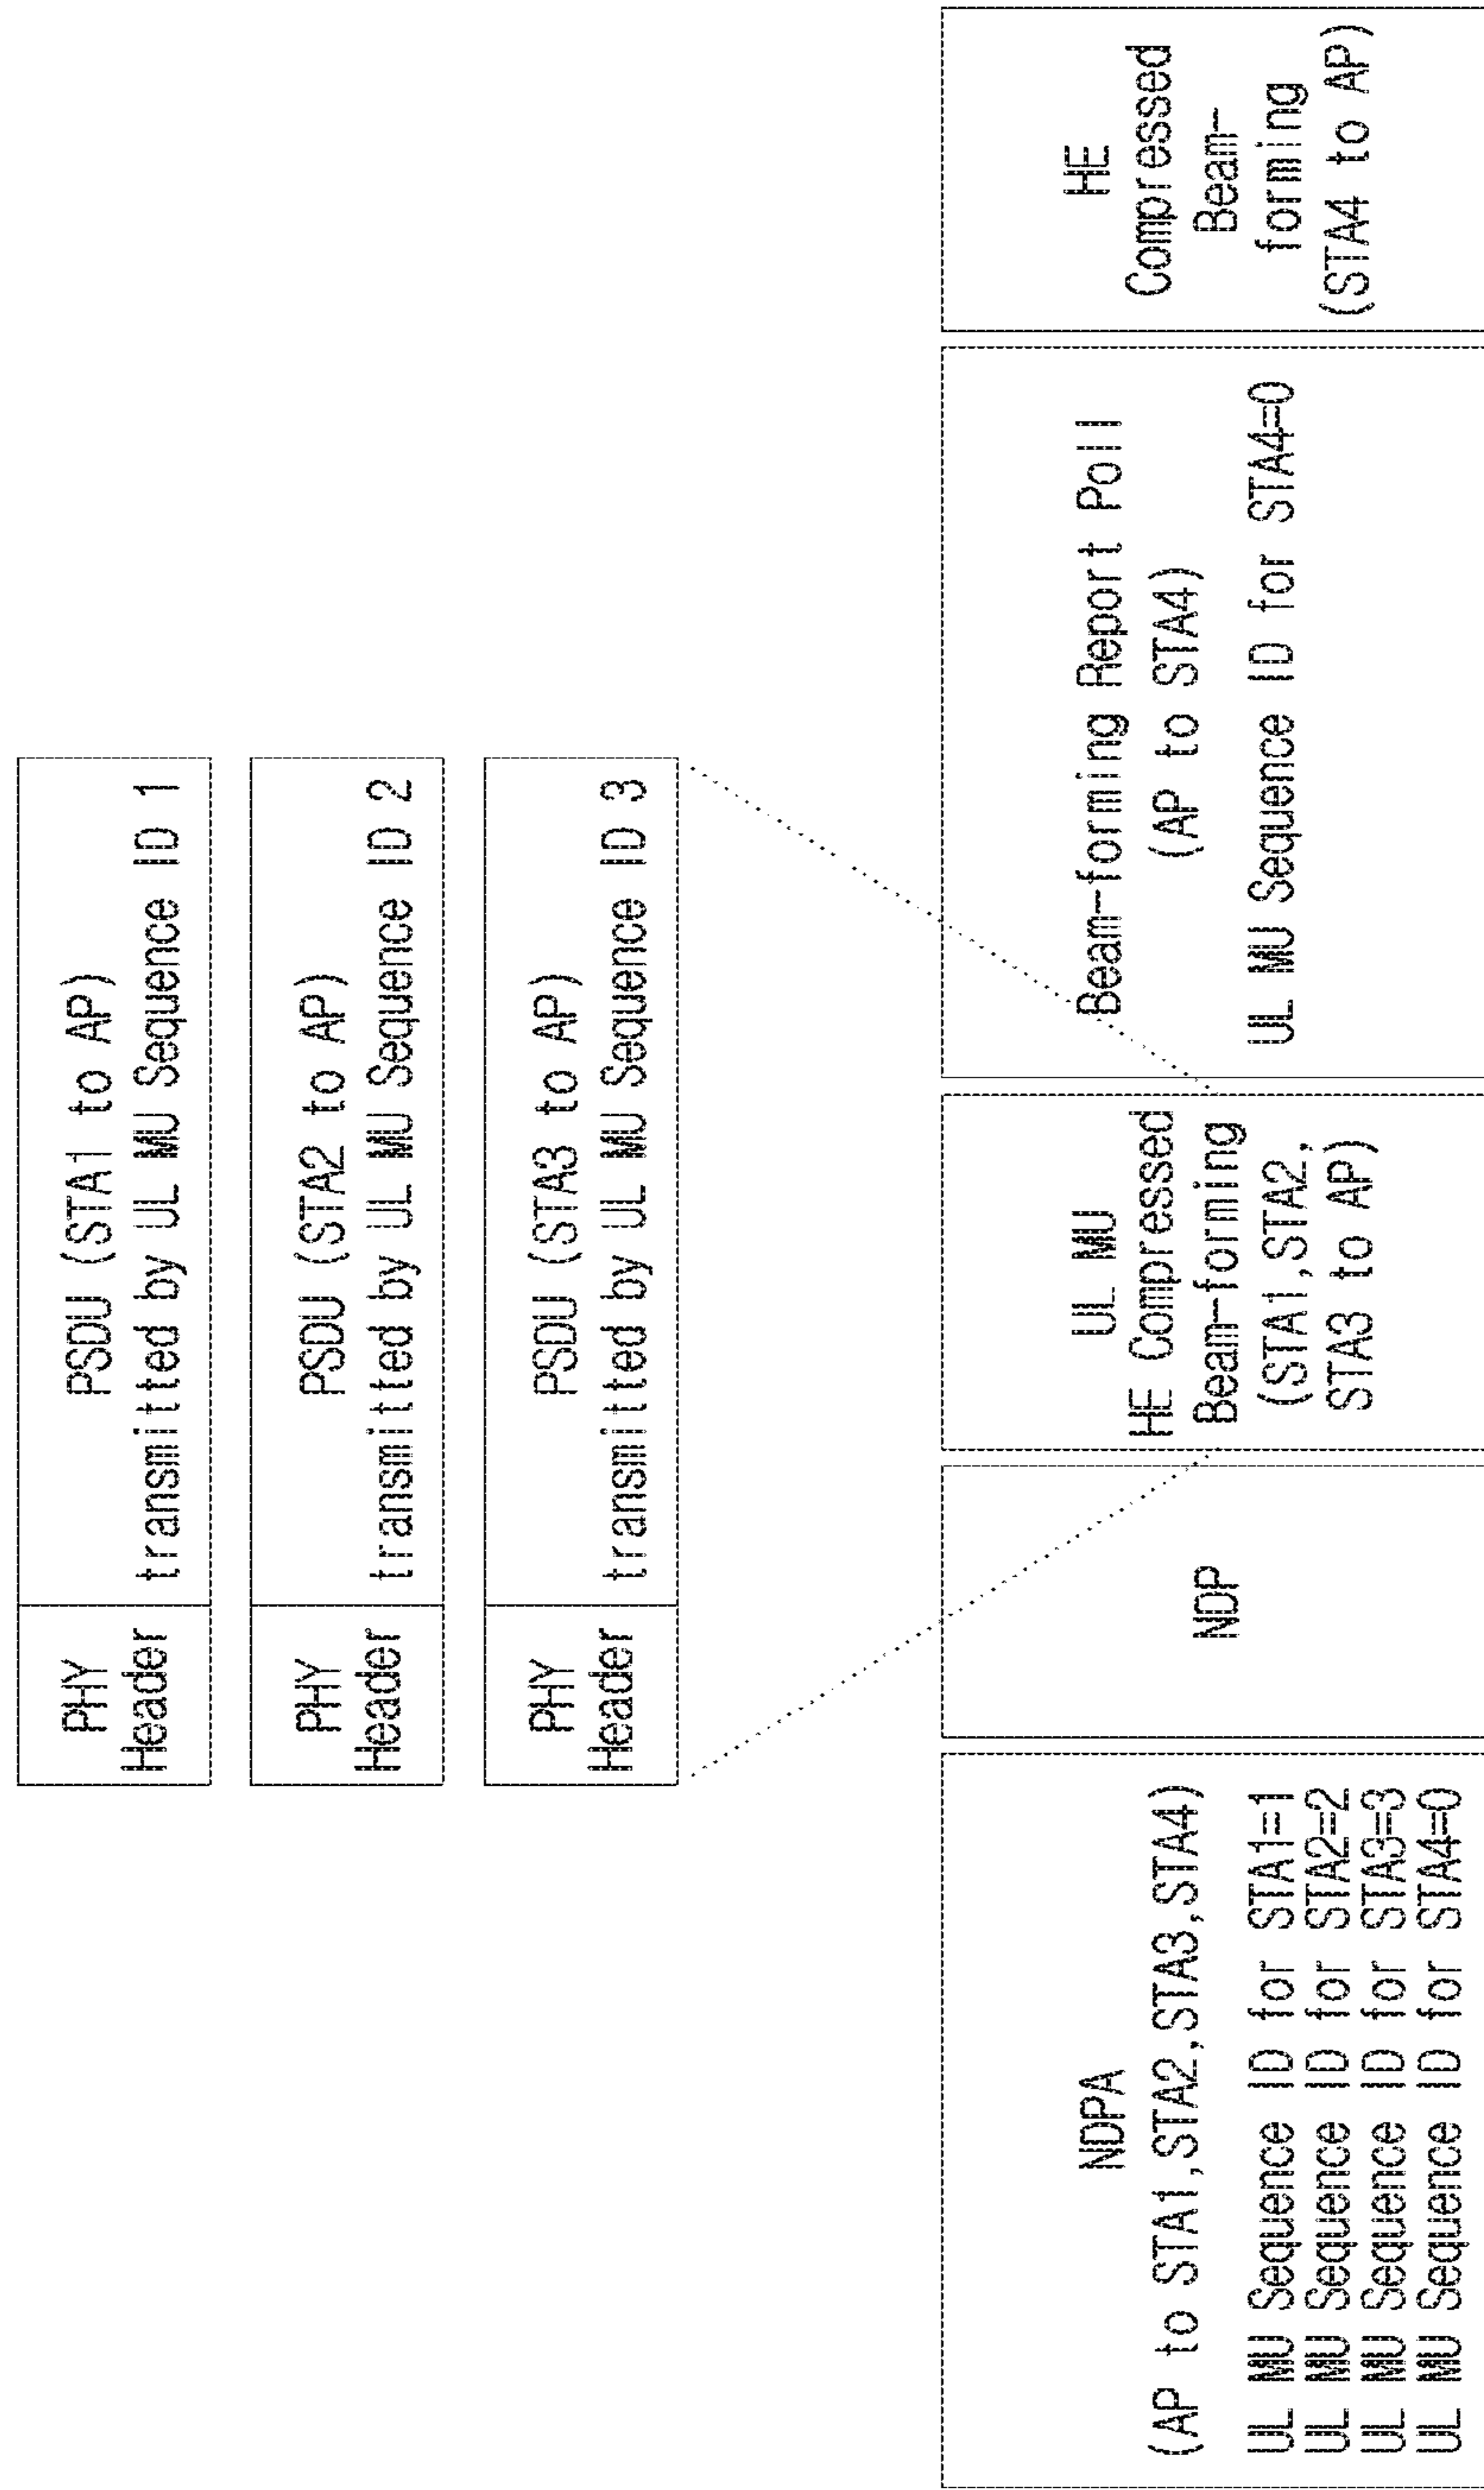 PHY
Header
PSDU (STA1 to AP)
transmitted by UL MU Sequence ID 1
PHY
Header
PSDU (STA2 to AP)
transmitted by UL MU Sequence ID 2
PHY
Header
PSDU (STA3 to AP)
transmitted by UL MU Sequence ID 3
NDPA
(AP to STA1,STA2,STA3,STA4)
UL MU Sequence ID for STA1=1
UL MU Sequence ID for STA2=2
UL MU Sequence ID for STA3=3
UL MU Sequence ID for STA4=0
NDP
UL MU
HE Compressed
Beam-forming
(STA1,STA2,
STA3 to AP)
Beam-forming Report Poll
(AP to STA4)
UL MU Sequence ID for STA4=0
HE
Compressed
Beam-
forming
(STA4 to AP)